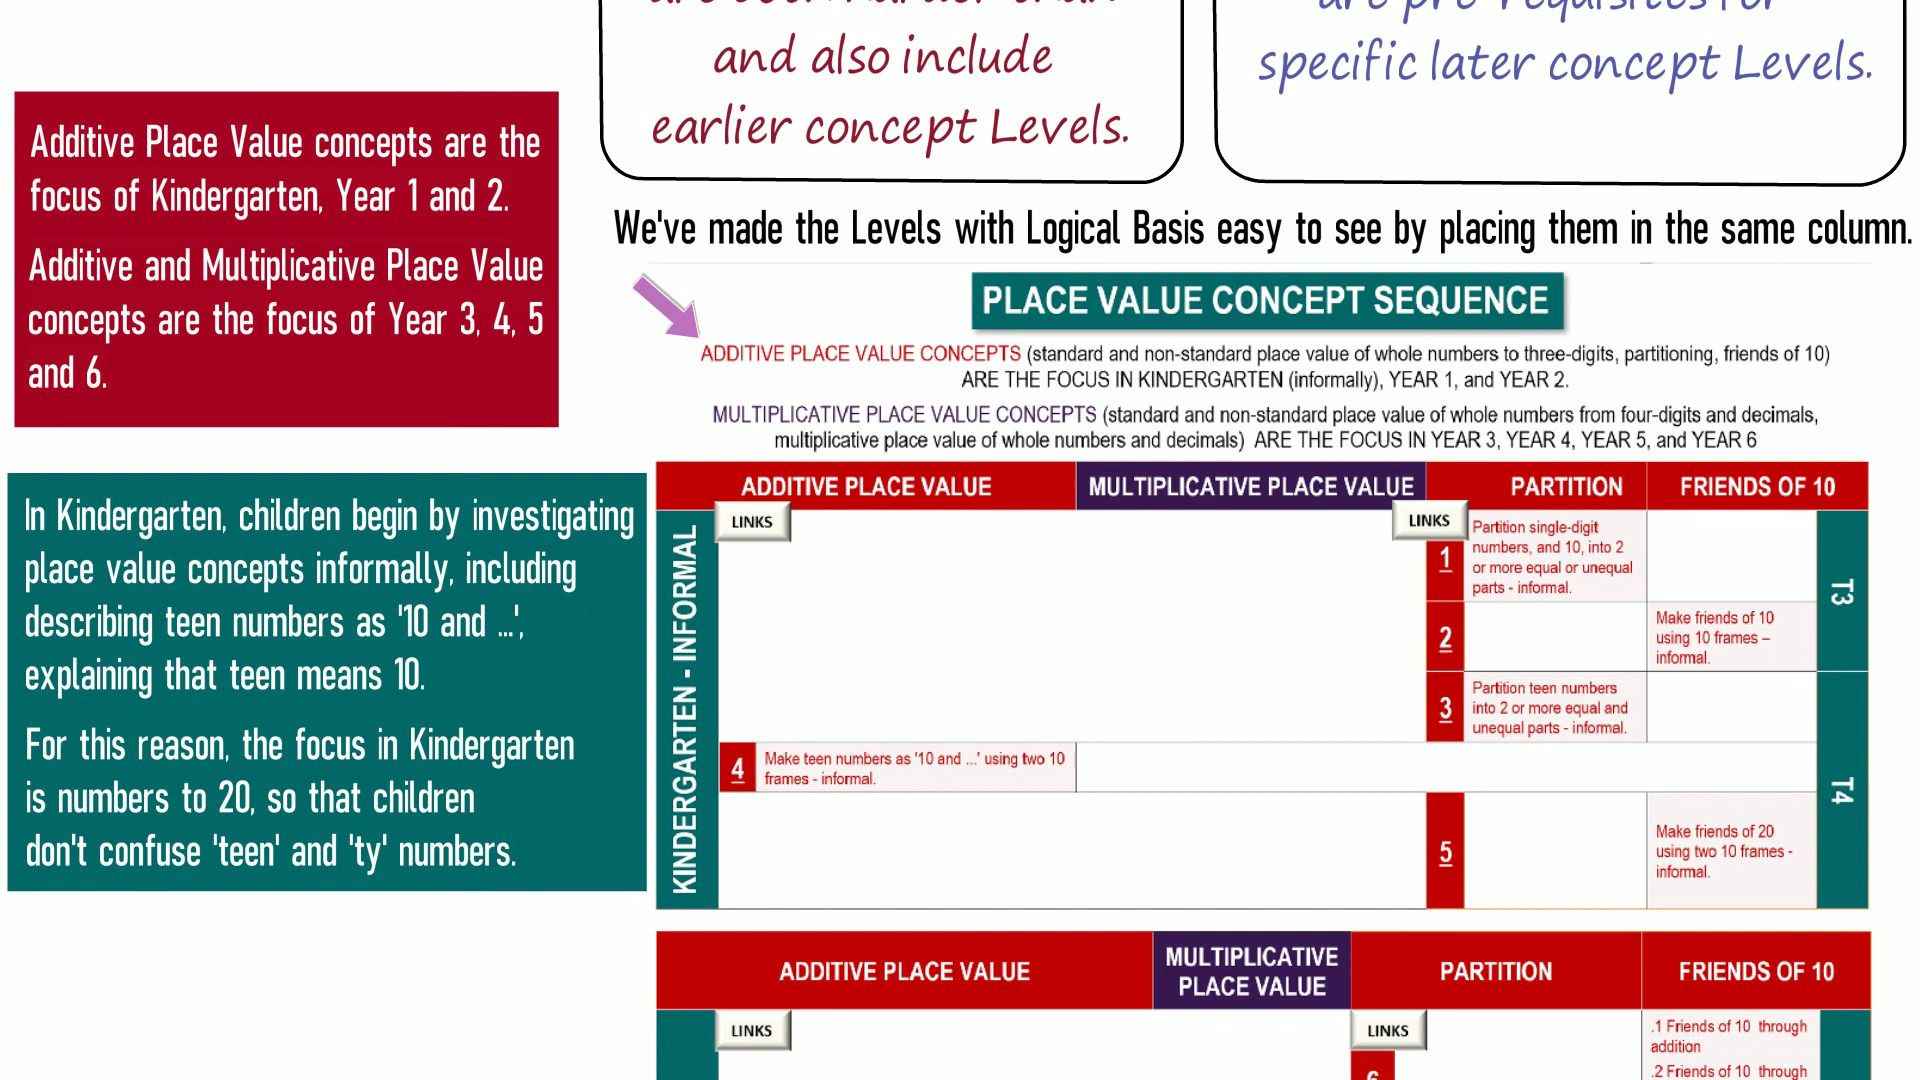 and also include
earlier concept Levels.
specific later concept Levels.
Additive Place Value concepts are the
focus of Kindergarten, Year 1 and 2.
Additive and Multiplicative Place Value
concepts are the focus of Year 3, 4, 5
and 6.
In Kindergarten, children begin by investigating
place value concepts informally, including
describing teen numbers as '10 and ...',
explaining that teen means 10.
For this reason, the focus in Kindergarten
is numbers to 20, so that children
don't confuse 'teen' and 'ty' numbers.
We've made the Levels with Logical Basis easy to see by placing them in the same column.
PLACE VALUE CONCEPT SEQUENCE
ADDITIVE PLACE VALUE CONCEPTS (standard and non-standard place value of whole numbers to three-digits, partitioning, friends of 10)
ARE THE FOCUS IN KINDERGARTEN (informally), YEAR 1, and YEAR 2.
MULTIPLICATIVE PLACE VALUE CONCEPTS (standard and non-standard place value of whole numbers from four-digits and decimals,
multiplicative place value of whole numbers and decimals) ARE THE FOCUS IN YEAR 3, YEAR 4, YEAR 5, and YEAR 6
ADDITIVE PLACE VALUE
MULTIPLICATIVE PLACE VALUE
PARTITION
FRIENDS OF 10
KINDERGARTEN - INFORMAL
LINKS
LINKS
1
Partition single-digit
numbers, and 10, into 2
or more equal or unequal
parts - informal.
T3
2
Make friends of 10
using 10 frames –
informal.
3
Partition teen numbers
into 2 or more equal and
unequal parts - informal.
4
Make teen numbers as '10 and ...' using two 10
frames - informal.
T4
5
Make friends of 20
using two 10 frames -
informal.
ADDITIVE PLACE VALUE
MULTIPLICATIVE
PLACE VALUE
PARTITION
FRIENDS OF 10
LINKS
LINKS
.1 Friends of 10 through
addition
.2 Friends of 10 through